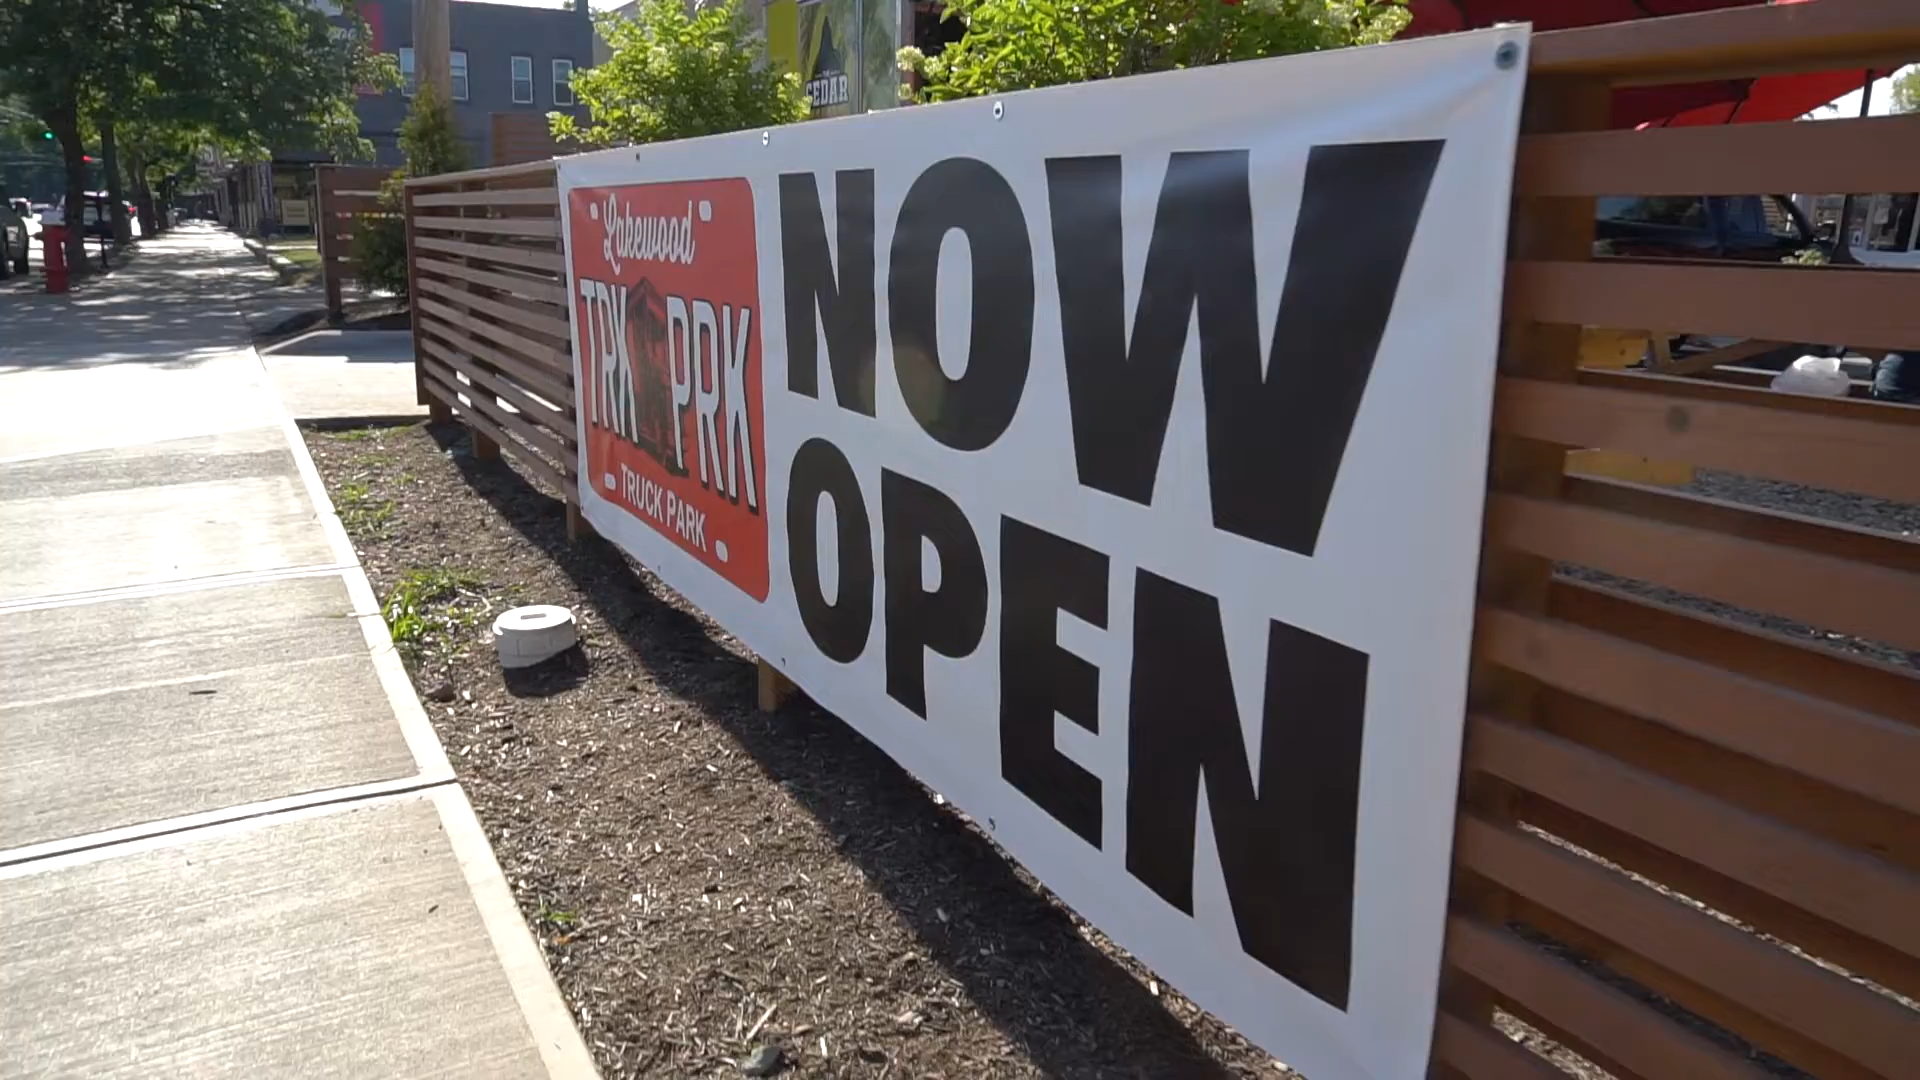 CEDAR
Lakewood
TRK PRK
TRUCK PARK
NOW
OPEN